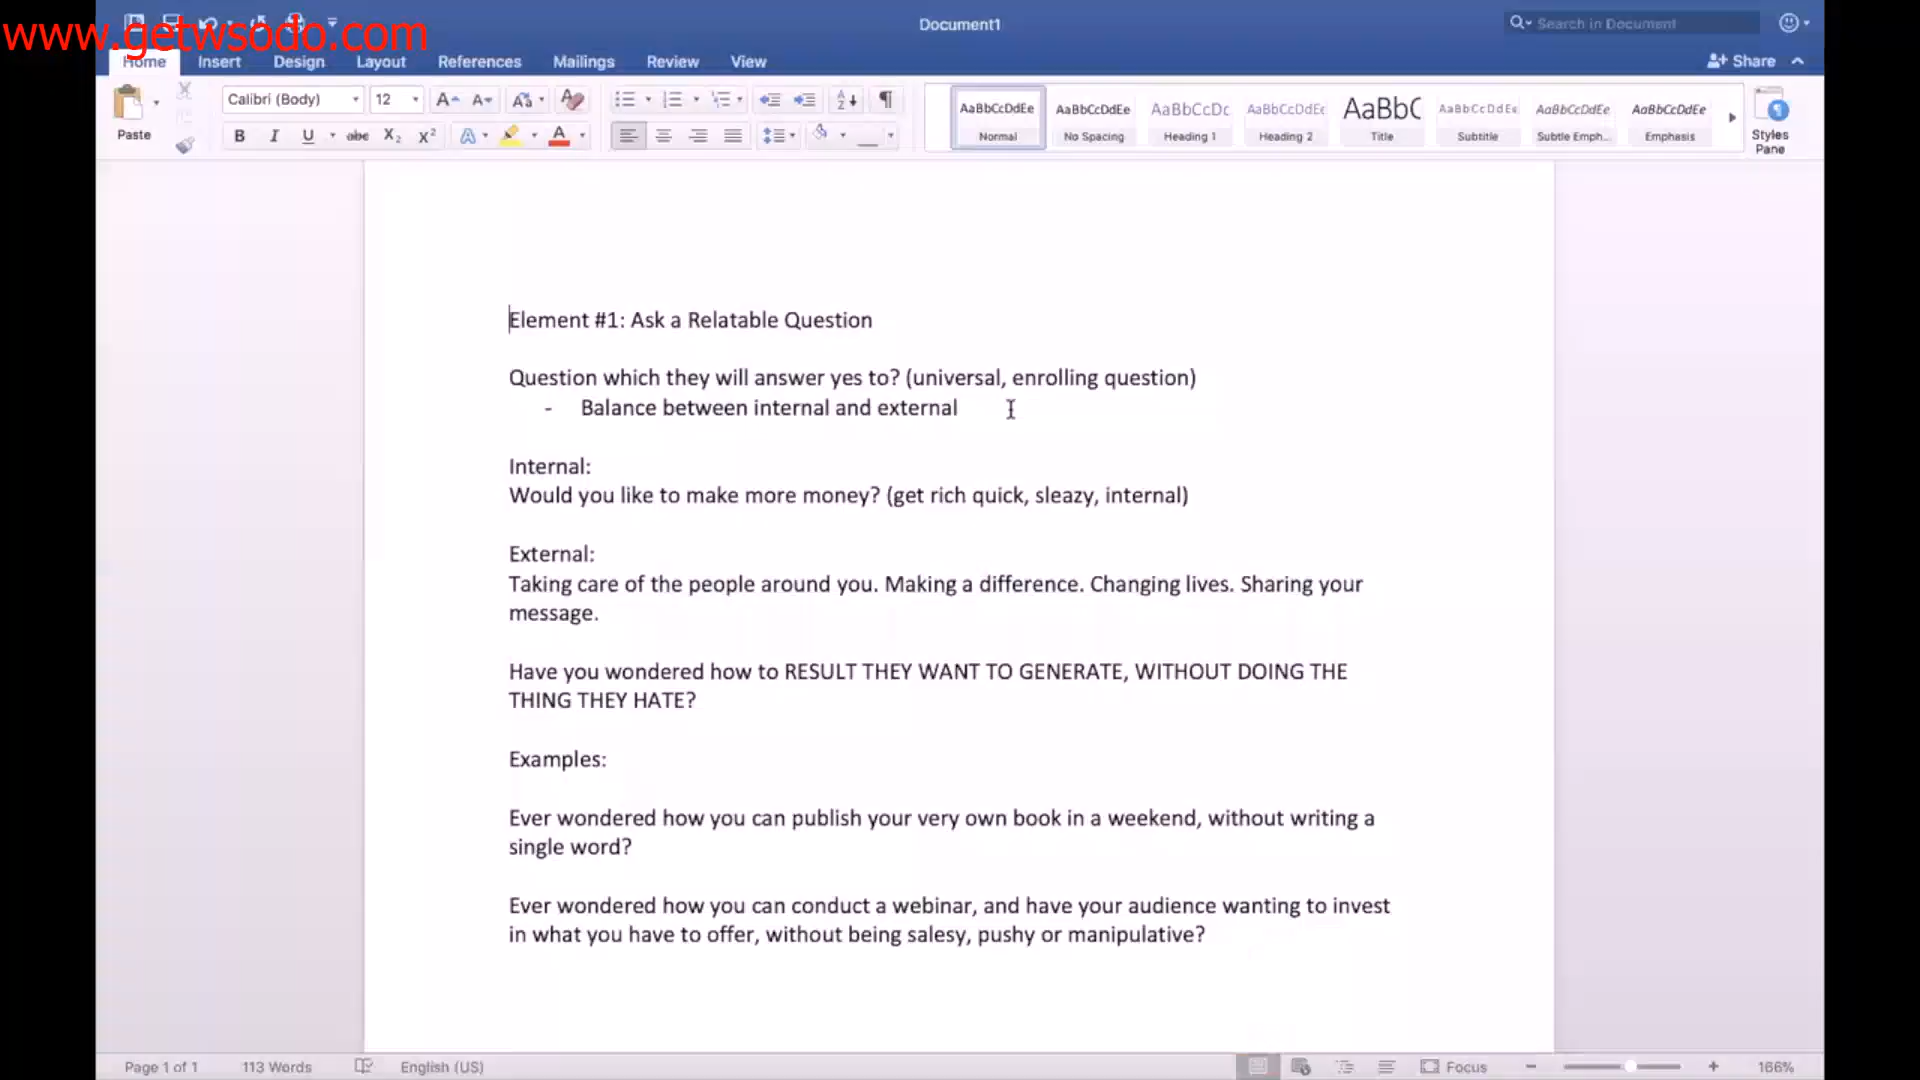 www.getwsodo.com
Document1
Search in Document
Home Insert Design Layout References Mailings Review View
Share
Paste
Calibri (Body) 12
B I U abc X₂ X²
AaBbCcDdEe AaBbCcDdEe AaBbCcDc AaBbCcDdEe AaBbC AaBbCcDdEe AaBbCcDdEe AaBbCcDdEe
Normal No Spacing Heading 1 Heading 2 Title Subtitle Subtle Emph... Emphasis
Styles
Pane
Element #1: Ask a Relatable Question
Question which they will answer yes to? (universal, enrolling question)
- Balance between internal and external
Internal:
Would you like to make more money? (get rich quick, sleazy, internal)
External:
Taking care of the people around you. Making a difference. Changing lives. Sharing your
message.
Have you wondered how to RESULT THEY WANT TO GENERATE, WITHOUT DOING THE
THING THEY HATE?
Examples:
Ever wondered how you can publish your very own book in a weekend, without writing a
single word?
Ever wondered how you can conduct a webinar, and have your audience wanting to invest
in what you have to offer, without being salesy, pushy or manipulative?
Page 1 of 1 113 Words English (US) Focus 166%